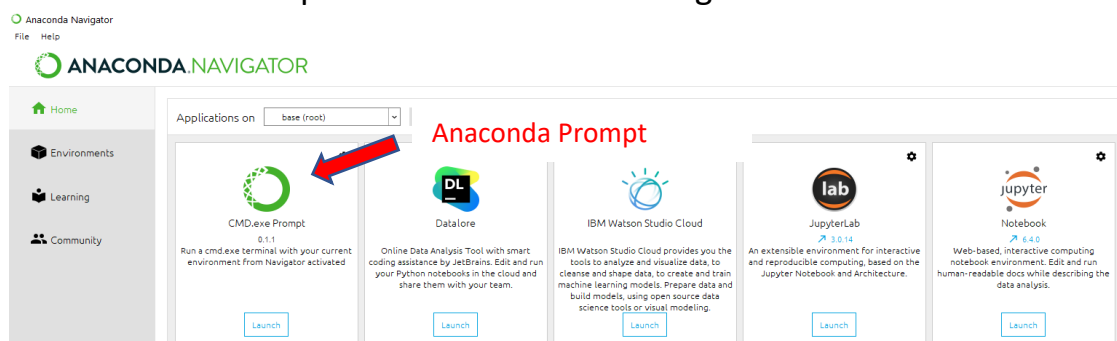 Anaconda Navigator
File Help
ANACONDA.NAVIGATOR
Home
Environments
Learning
Community
Applications on base (root)
Anaconda Prompt
CMD.exe Prompt
0.1.1
Run a cmd.exe terminal with your current
environment from Navigator activated
Launch
DL
Datalore
Online Data Analysis Tool with smart
coding assistance by JetBrains. Edit and run
your Python notebooks in the cloud and
share them with your team.
Launch
IBM Watson Studio Cloud
IBM Watson Studio Cloud provides you the
tools to analyze and visualize data, to
cleanse and shape data, to create and train
machine learning models. Prepare data and
build models, using open source data
science tools or visual modeling.
Launch
lab
JupyterLab
3.0.14
An extensible environment for interactive
and reproducible computing, based on the
Jupyter Notebook and Architecture.
Launch
jupyter
Notebook
6.4.0
Web-based, interactive computing
notebook environment. Edit and run
human-readable docs while describing the
data analysis.
Launch